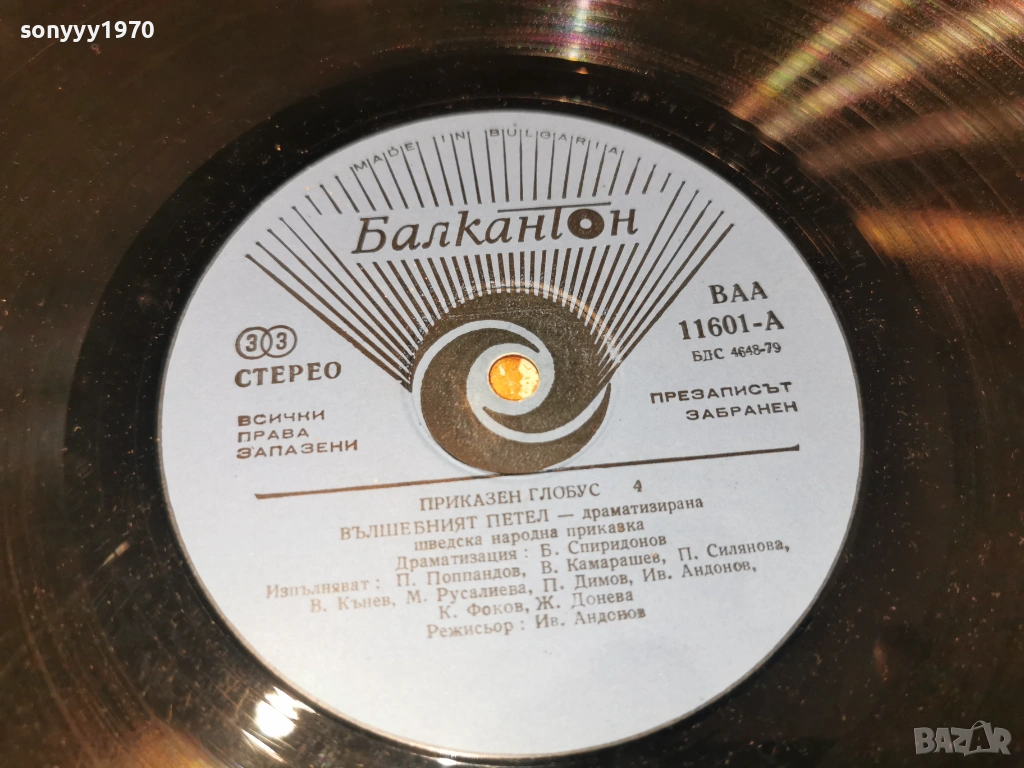 sonyyy1970
MADE IN BULGARIA
Балкантон
ВАА
11601-А
БДС 4648-79
33
СТЕРЕО
ВСИЧКИ
ПРАВА
ЗАПАЗЕНИ
ПРЕЗАПИСЪТ
ЗАБРАНЕН
ПРИКАЗЕН ГЛОБУС 4
ВЪЛШЕБНИЯТ ПЕТЕЛ — драматизирана
шведска народна приказка
Драматизация : Б. Спиридонов
Изпълняват : П. Поппандов, В. Камарашев, П. Силянова,
В. Кънев, М. Русалиева, П. Димов, Ив. Андонов,
К. Фоков, Ж. Донева
Режисьор : Ив. Андонов
BAZAR